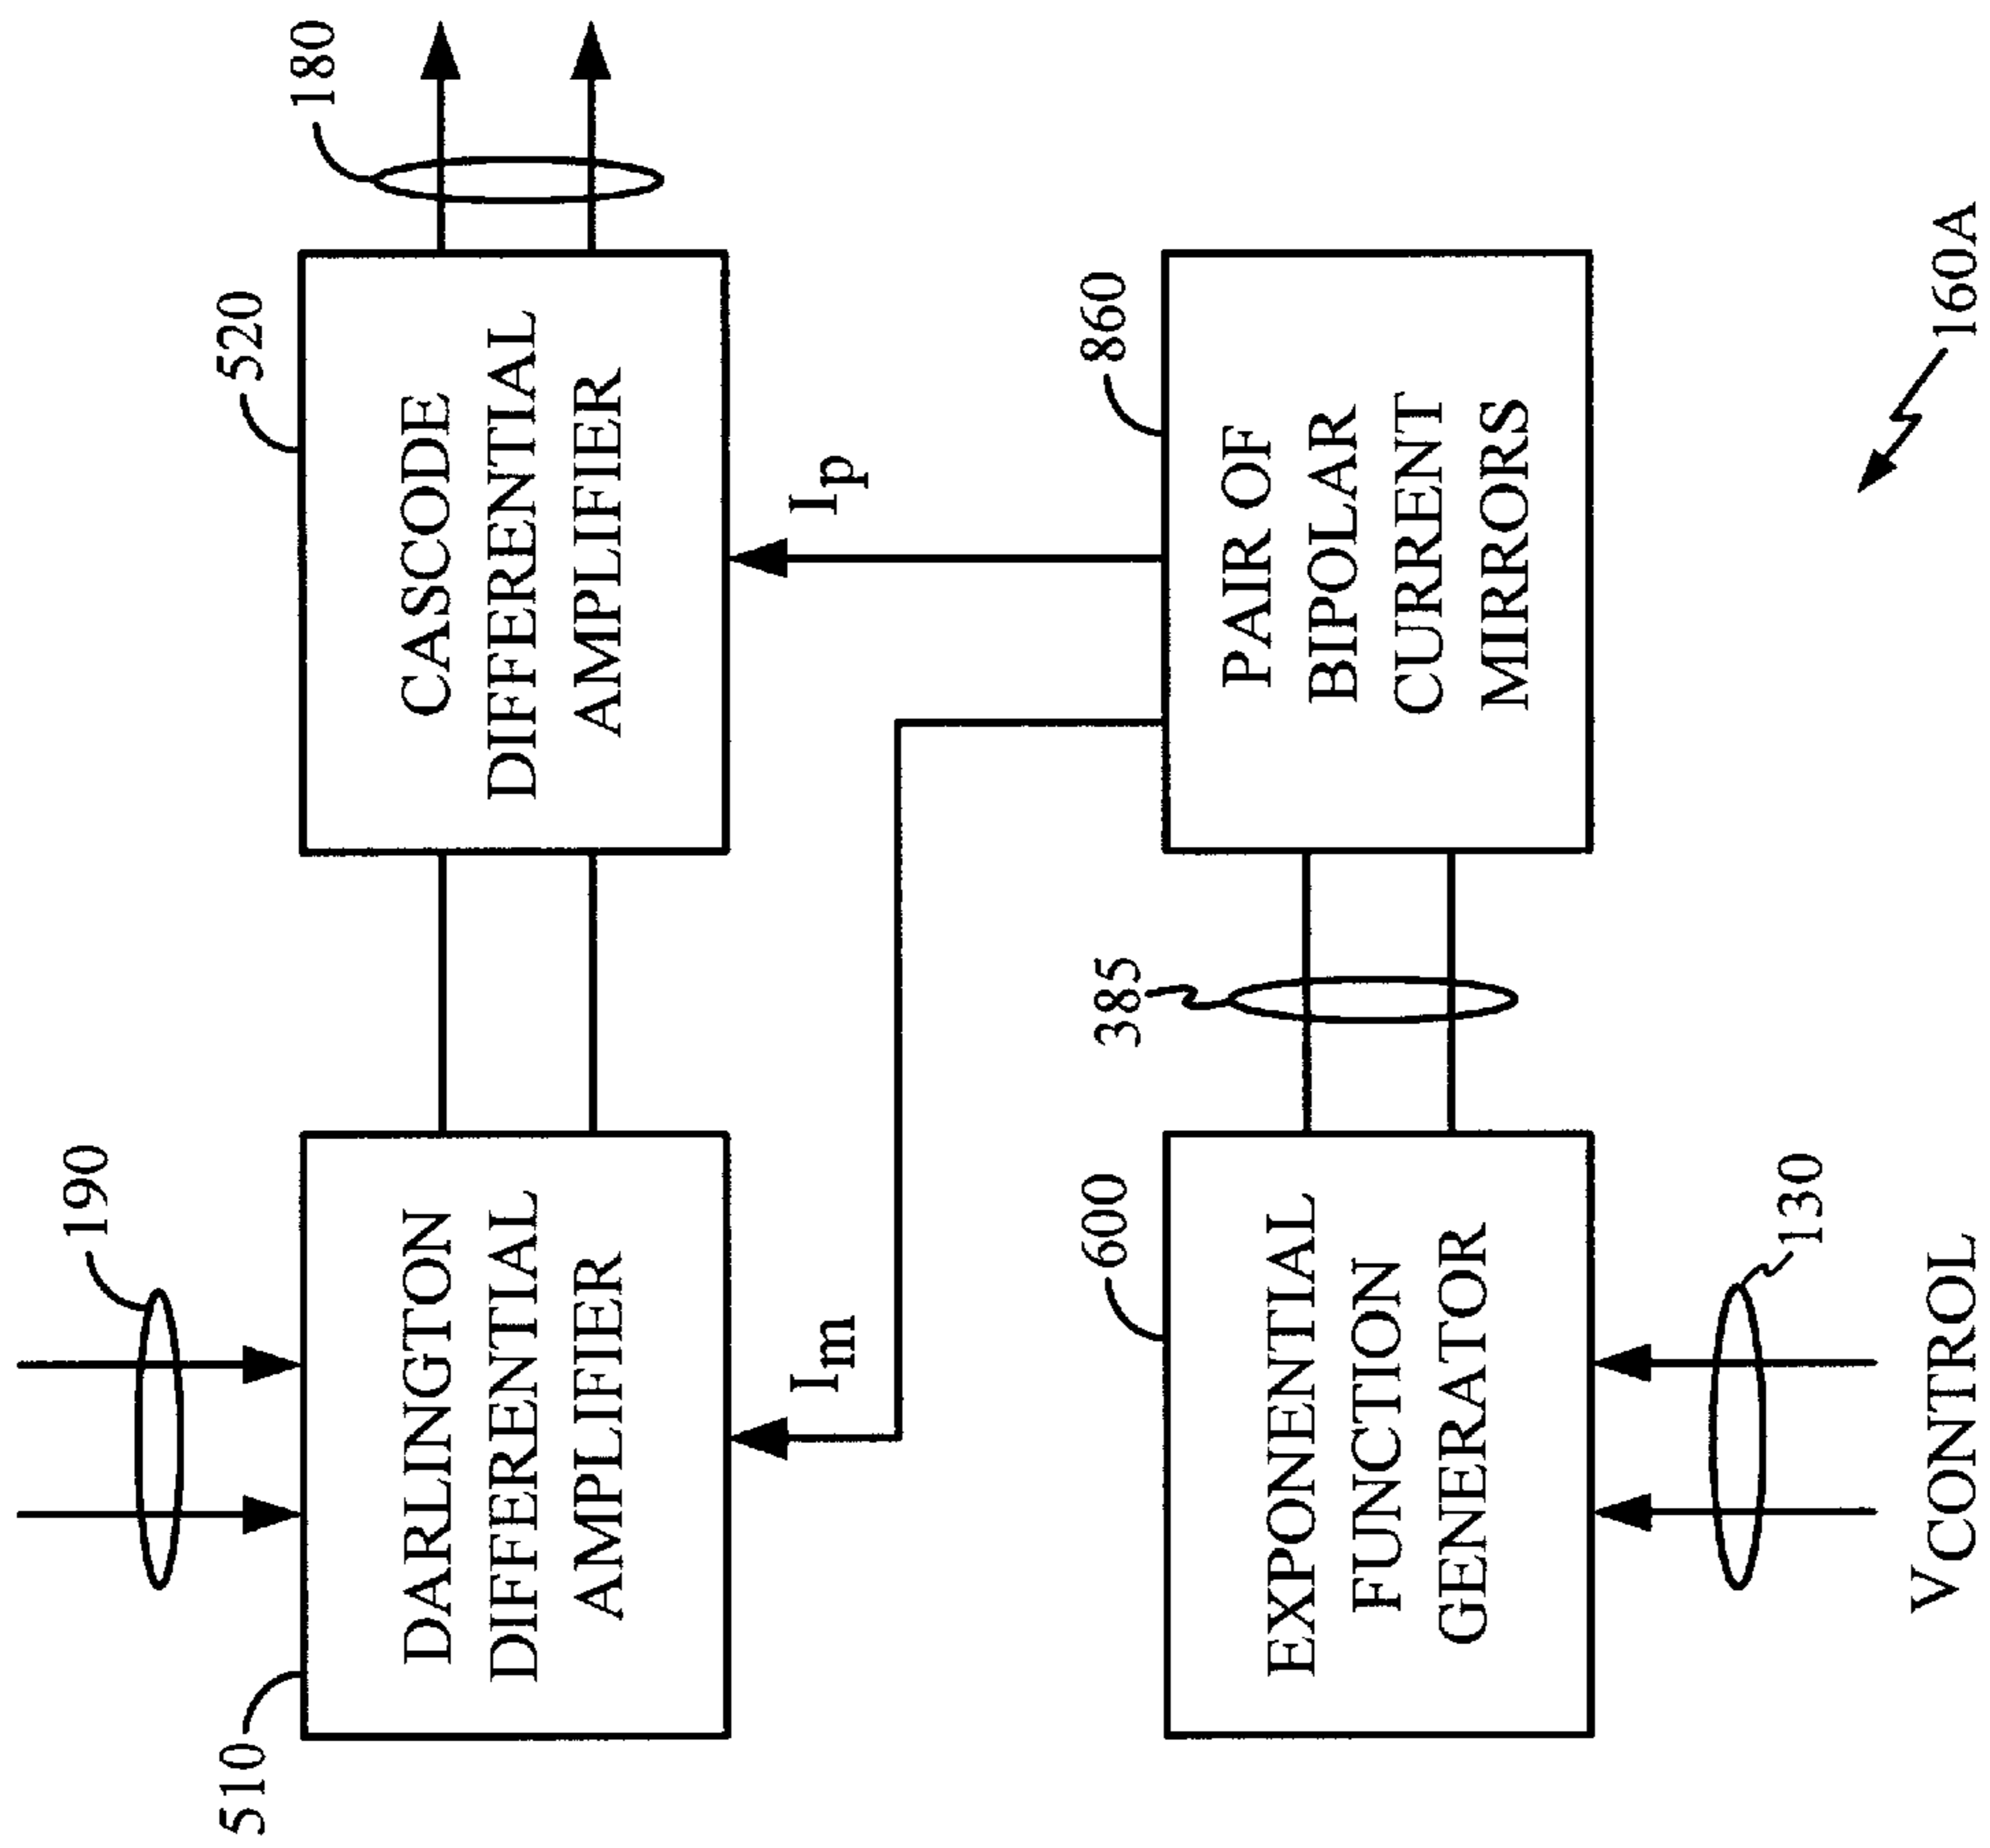 190
510
DARLINGTON
DIFFERENTIAL
AMPLIFIER
520
CASCODE
DIFFERENTIAL
AMPLIFIER
180
Im
Ip
600
EXPONENTIAL
FUNCTION
GENERATOR
385
860
PAIR OF
BIPOLAR
CURRENT
MIRRORS
130
VCONTROL
160A